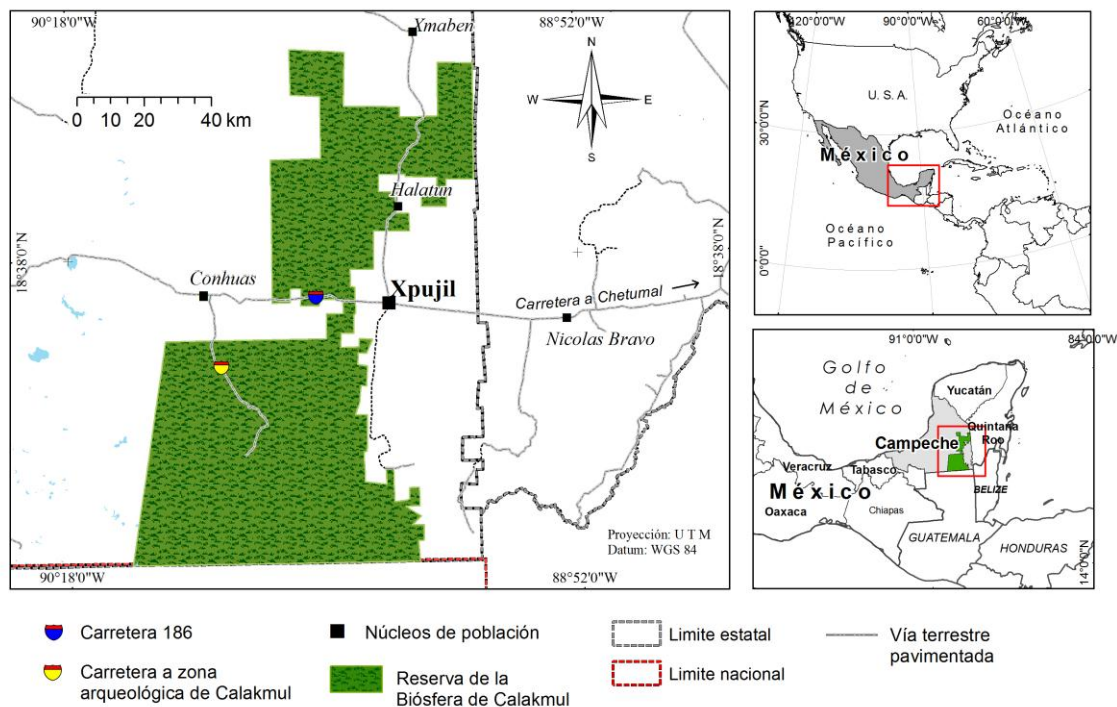 90°18'0"W
88°52'0"W
Xmaben
0 10 20 40 km
N
W
E
S
Halatun
18°38'0"N
18°38'0"N
Conhuas
Xpujil
Carretera a Chetumal
Nicolas Bravo
Proyección: U T M
Datum: WGS 84
90°18'0"W
88°52'0"W
120°0'0"W
90°0'0"W
60°0'0"W
U. S. A.
30°0'0"N
Océano
Atlántico
México
Océano
Pacífico
0°0'0"
91°0'0"W
Golfo
de
México
Yucatán
Quintana
Roo
Campeche
Veracruz
Tabasco
México
BELIZE
Oaxaca
Chiapas
GUATEMALA
HONDURAS
14°0'0"N
Carretera 186
Núcleos de población
Limite estatal
Vía terrestre
pavimentada
Carretera a zona
arqueológica de Calakmul
Reserva de la
Biósfera de Calakmul
Limite nacional